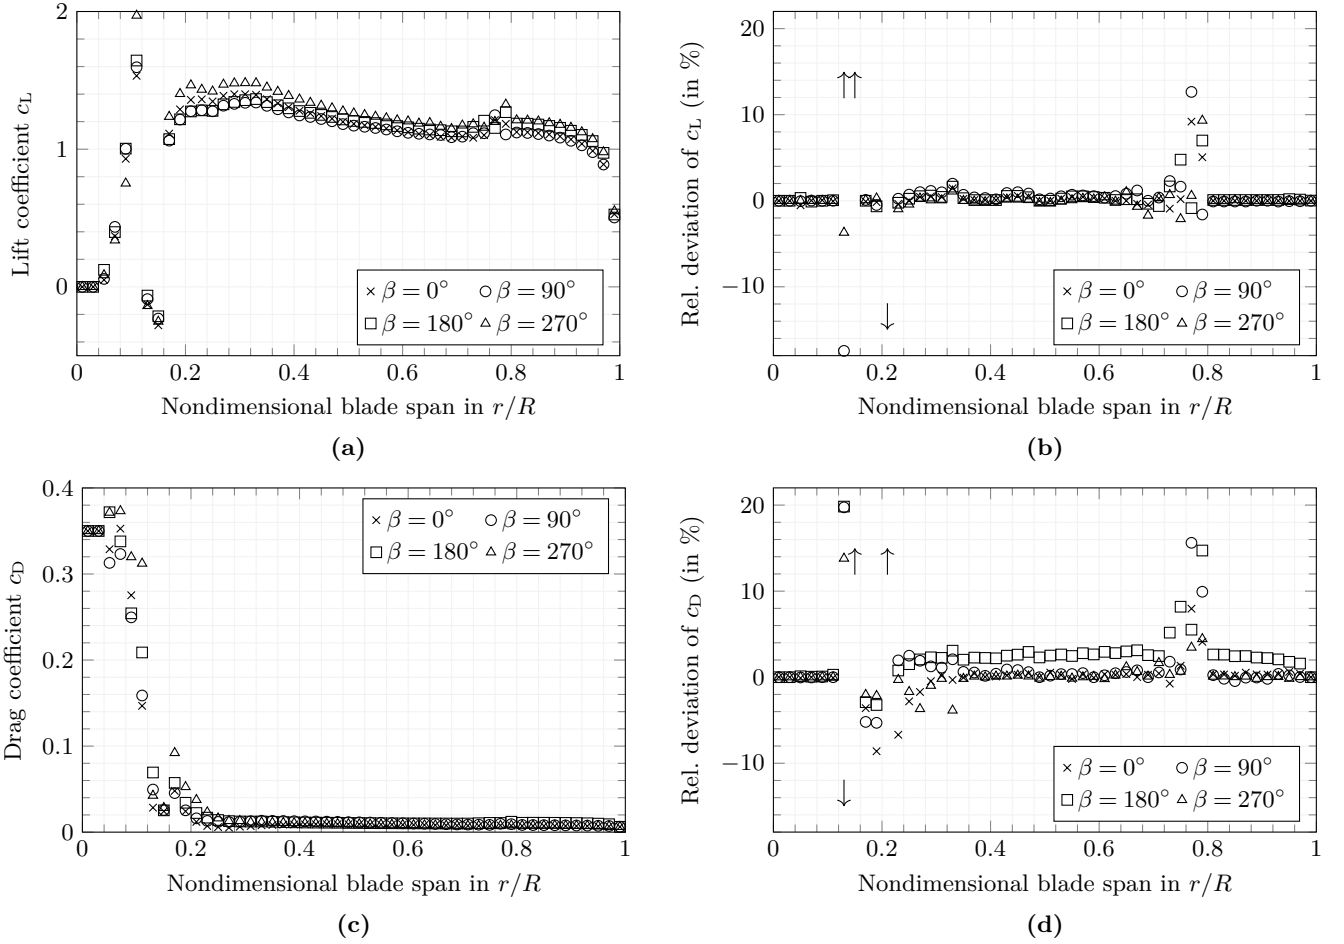 2
1
0
Lift coefficient c_L
× β = 0° ○ β = 90°
□ β = 180° △ β = 270°
0 0.2 0.4 0.6 0.8 1
Nondimensional blade span in r/R
(a)
20
10
0
−10
Rel. deviation of c_L (in %)
× β = 0° ○ β = 90°
□ β = 180° △ β = 270°
0 0.2 0.4 0.6 0.8 1
Nondimensional blade span in r/R
(b)
0.4
0.3
0.2
0.1
0
Drag coefficient c_D
× β = 0° ○ β = 90°
□ β = 180° △ β = 270°
0 0.2 0.4 0.6 0.8 1
Nondimensional blade span in r/R
(c)
20
10
0
−10
Rel. deviation of c_D (in %)
× β = 0° ○ β = 90°
□ β = 180° △ β = 270°
0 0.2 0.4 0.6 0.8 1
Nondimensional blade span in r/R
(d)